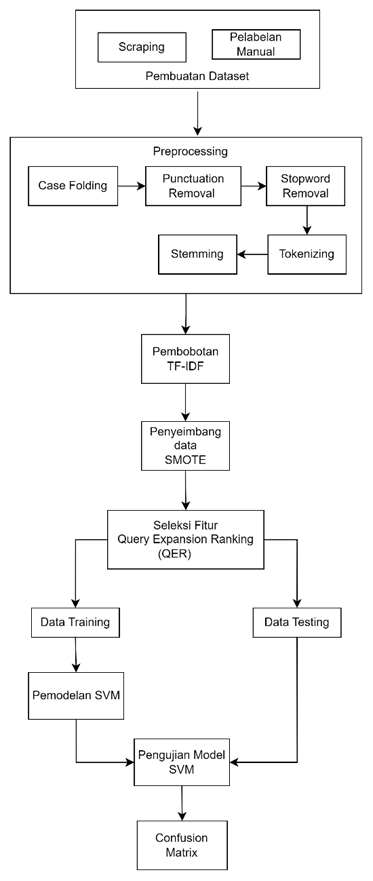 Scraping
Pelabelan
Manual
Pembuatan Dataset
Preprocessing
Case Folding
Punctuation
Removal
Stopword
Removal
Stemming
Tokenizing
Pembobotan
TF-IDF
Penyeimbang
data
SMOTE
Seleksi Fitur
Query Expansion Ranking
(QER)
Data Training
Data Testing
Pemodelan SVM
Pengujian Model
SVM
Confusion
Matrix